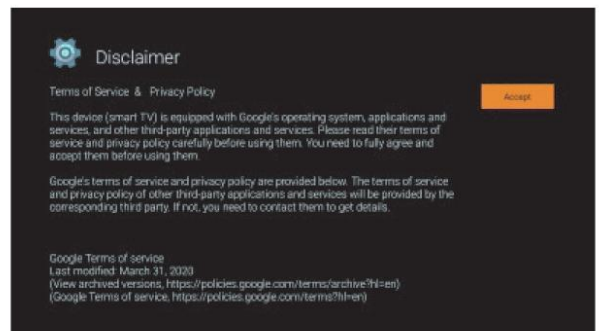 Disclaimer
Terms of Service & Privacy Policy
Accept
This device (smart TV) is equipped with Google's operating system, applications and
services, and other third-party applications and services. Please read their terms of
service and privacy policy carefully before using them. You need to fully agree and
accept them before using them.
Google's terms of service and privacy policy are provided below. The terms of service
and privacy policy of other third-party applications and services will be provided by the
corresponding third party. If not, you need to contact them to get details.
Google Terms of service
Last modified: March 31, 2020
(View archived versions, https://policies.google.com/terms/archive?hl=en)
(Google Terms of service, https://policies.google.com/terms?hl=en)